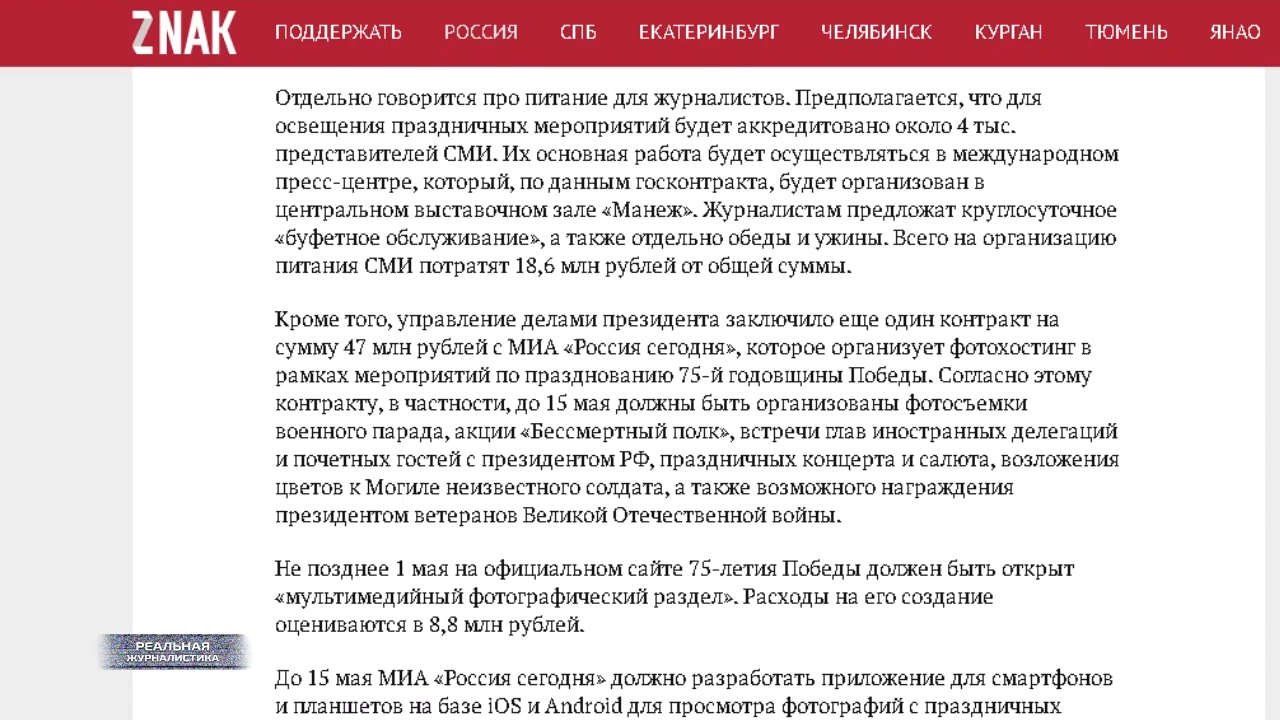 ZNAK ПОДДЕРЖАТЬ РОССИЯ СПБ ЕКАТЕРИНБУРГ ЧЕЛЯБИНСК КУРГАН ТЮМЕНЬ ЯНАО
Отдельно говорится про питание для журналистов. Предполагается, что для
освещения праздничных мероприятий будет аккредитовано около 4 тыс.
представителей СМИ. Их основная работа будет осуществляться в международном
пресс-центре, который, по данным госконтракта, будет организован в
центральном выставочном зале «Манеж». Журналистам предложат круглосуточное
«буфетное обслуживание», а также отдельно обеды и ужины. Всего на организацию
питания СМИ потратят 18,6 млн рублей от общей суммы.
Кроме того, управление делами президента заключило еще один контракт на
сумму 47 млн рублей с МИА «Россия сегодня», которое организует фотохостинг в
рамках мероприятий по празднованию 75-й годовщины Победы. Согласно этому
контракту, в частности, до 15 мая должны быть организованы фотосъемки
военного парада, акции «Бессмертный полк», встречи глав иностранных делегаций
и почетных гостей с президентом РФ, праздничных концерта и салюта, возложения
цветов к Могиле неизвестного солдата, а также возможного награждения
президентом ветеранов Великой Отечественной войны.
Не позднее 1 мая на официальном сайте 75-летия Победы должен быть открыт
«мультимедийный фотографический раздел». Расходы на его создание
оцениваются в 8,8 млн рублей.
РЕАЛЬНАЯ
ЖУРНАЛИСТИКА
До 15 мая МИА «Россия сегодня» должно разработать приложение для смартфонов
и планшетов на базе iOS и Android для просмотра фотографий с праздничных